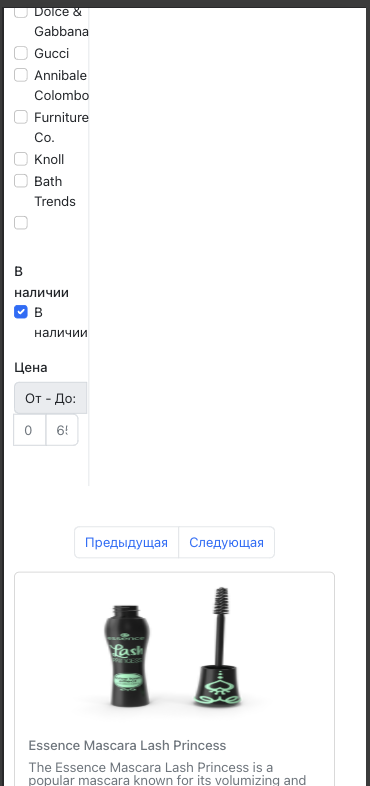 Dolce &
Gabbana
Gucci
Annibale
Colombo
Furniture
Co.
Knoll
Bath
Trends
В
наличии
В
наличии
Цена
От - До:
0
Предыдущая
Следующая
essence
Lash
PRINCESS
Essence Mascara Lash Princess
The Essence Mascara Lash Princess is a
popular mascara known for its volumizing and